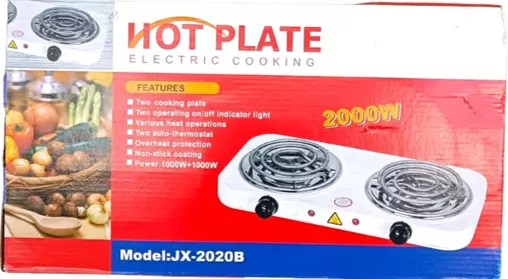 HOT PLATE
ELECTRIC COOKING
FEATURES
Two cooking plate
Two operating on/off indicator light
Various heat operations
Two auto-thermostat
Overheat protection
Non-stick coating
Power:1000W+1000W
2000W
Model:JX-2020B